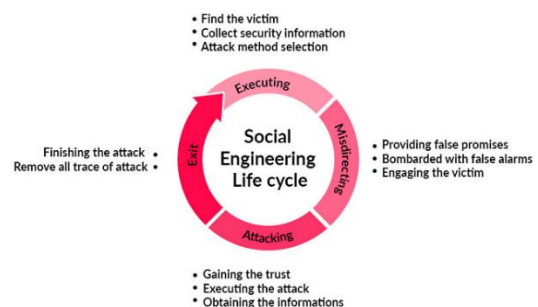 • Find the victim
• Collect security information
• Attack method selection
Executing
Misdirecting
• Providing false promises
• Bombarded with false alarms
• Engaging the victim
Social
Engineering
Life cycle
Exit
Finishing the attack •
Remove all trace of attack •
Attacking
• Gaining the trust
• Executing the attack
• Obtaining the informations